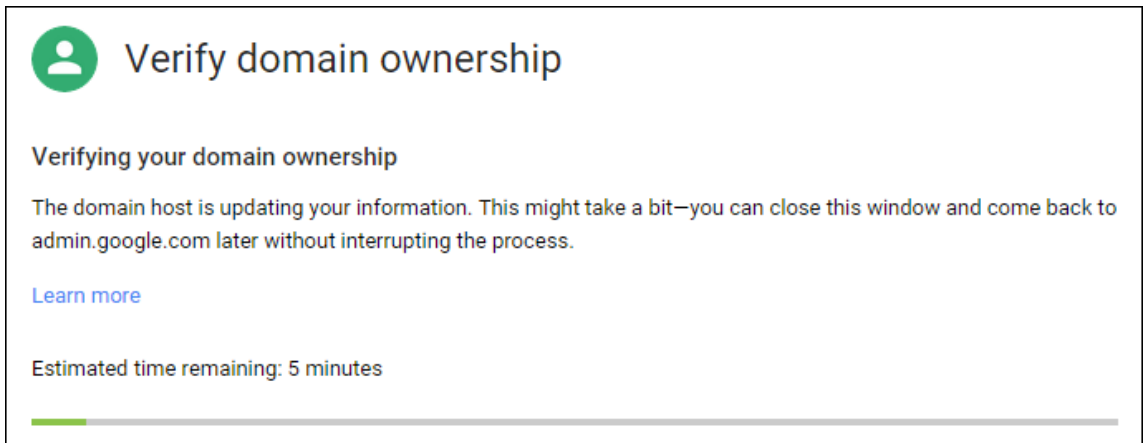 Verify domain ownership
Verifying your domain ownership
The domain host is updating your information. This might take a bit—you can close this window and come back to
admin.google.com later without interrupting the process.
Learn more
Estimated time remaining: 5 minutes